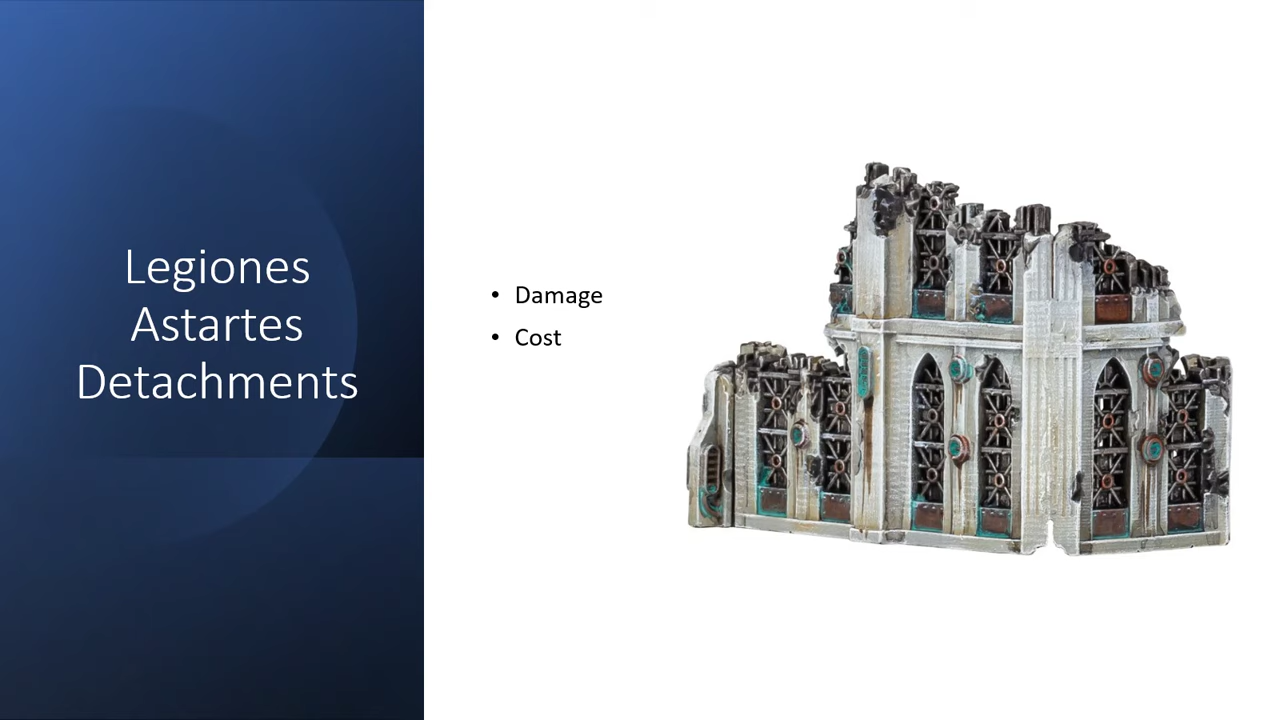 Legiones
Astartes
Detachments
• Damage
• Cost